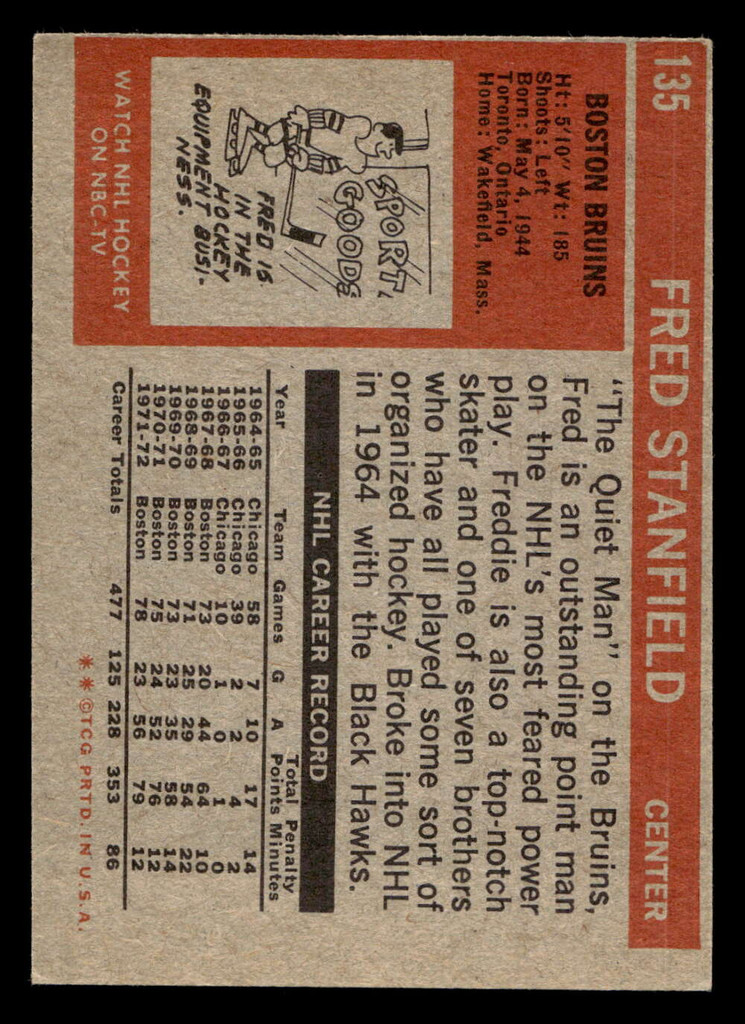 135 FRED STANFIELD CENTER
BOSTON BRUINS
Ht: 5'10" Wt: 185
Shoots: Left
Born: May 4, 1944
Toronto, Ontario
Home: Wakefield, Mass.
SPORT
GOODS
FRED IS
IN THE
HOCKEY
EQUIPMENT BUSI-
NESS.
WATCH NHL HOCKEY
ON NBC-TV
"The Quiet Man" on the Bruins,
Fred is an outstanding point man
on the NHL's most feared power
play. Freddie is also a top-notch
skater and one of seven brothers
who have all played some sort of
organized hockey. Broke into NHL
in 1964 with the Black Hawks.
NHL CAREER RECORD
Total Penalty
Year Team Games G A Points Minutes
1964-65 Chicago 58 7 10 17 14
1965-66 Chicago 39 2 2 4 2
1966-67 Chicago 10 1 0 1 0
1967-68 Boston 73 20 44 64 10
1968-69 Boston 71 25 29 54 22
1969-70 Boston 73 23 35 58 14
1970-71 Boston 75 24 52 76 12
1971-72 Boston 78 23 56 79 12
Career Totals 477 125 228 353 86
**©TCG PRTD. IN U.S.A.